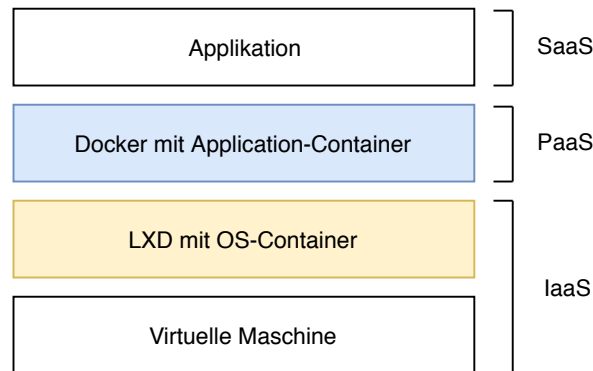 Applikation
SaaS
Docker mit Application-Container
PaaS
LXD mit OS-Container
IaaS
Virtuelle Maschine